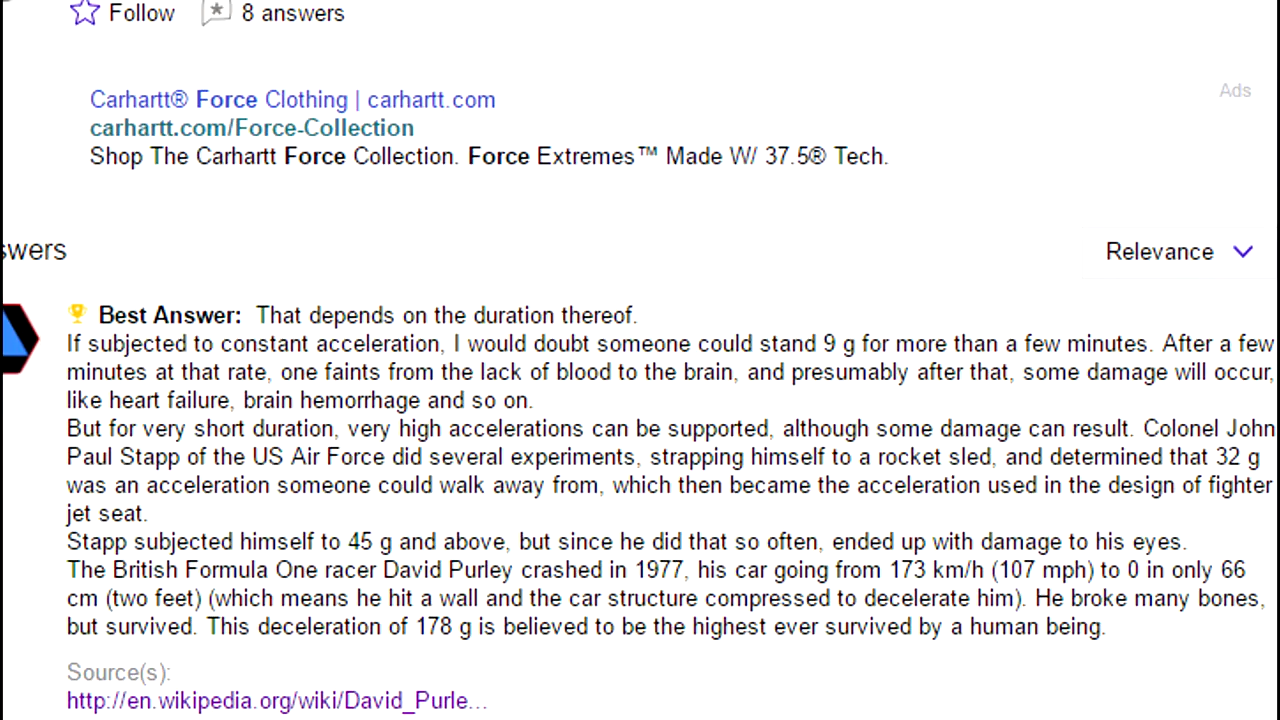 Follow 8 answers
Carhartt® Force Clothing | carhartt.com
Ads
carhartt.com/Force-Collection
Shop The Carhartt Force Collection. Force Extremes™ Made W/ 37.5® Tech.
swers
Relevance
Best Answer: That depends on the duration thereof.
If subjected to constant acceleration, I would doubt someone could stand 9 g for more than a few minutes. After a few
minutes at that rate, one faints from the lack of blood to the brain, and presumably after that, some damage will occur,
like heart failure, brain hemorrhage and so on.
But for very short duration, very high accelerations can be supported, although some damage can result. Colonel John
Paul Stapp of the US Air Force did several experiments, strapping himself to a rocket sled, and determined that 32 g
was an acceleration someone could walk away from, which then became the acceleration used in the design of fighter
jet seat.
Stapp subjected himself to 45 g and above, but since he did that so often, ended up with damage to his eyes.
The British Formula One racer David Purley crashed in 1977, his car going from 173 km/h (107 mph) to 0 in only 66
cm (two feet) (which means he hit a wall and the car structure compressed to decelerate him). He broke many bones,
but survived. This deceleration of 178 g is believed to be the highest ever survived by a human being.
Source(s):
http://en.wikipedia.org/wiki/David_Purle...